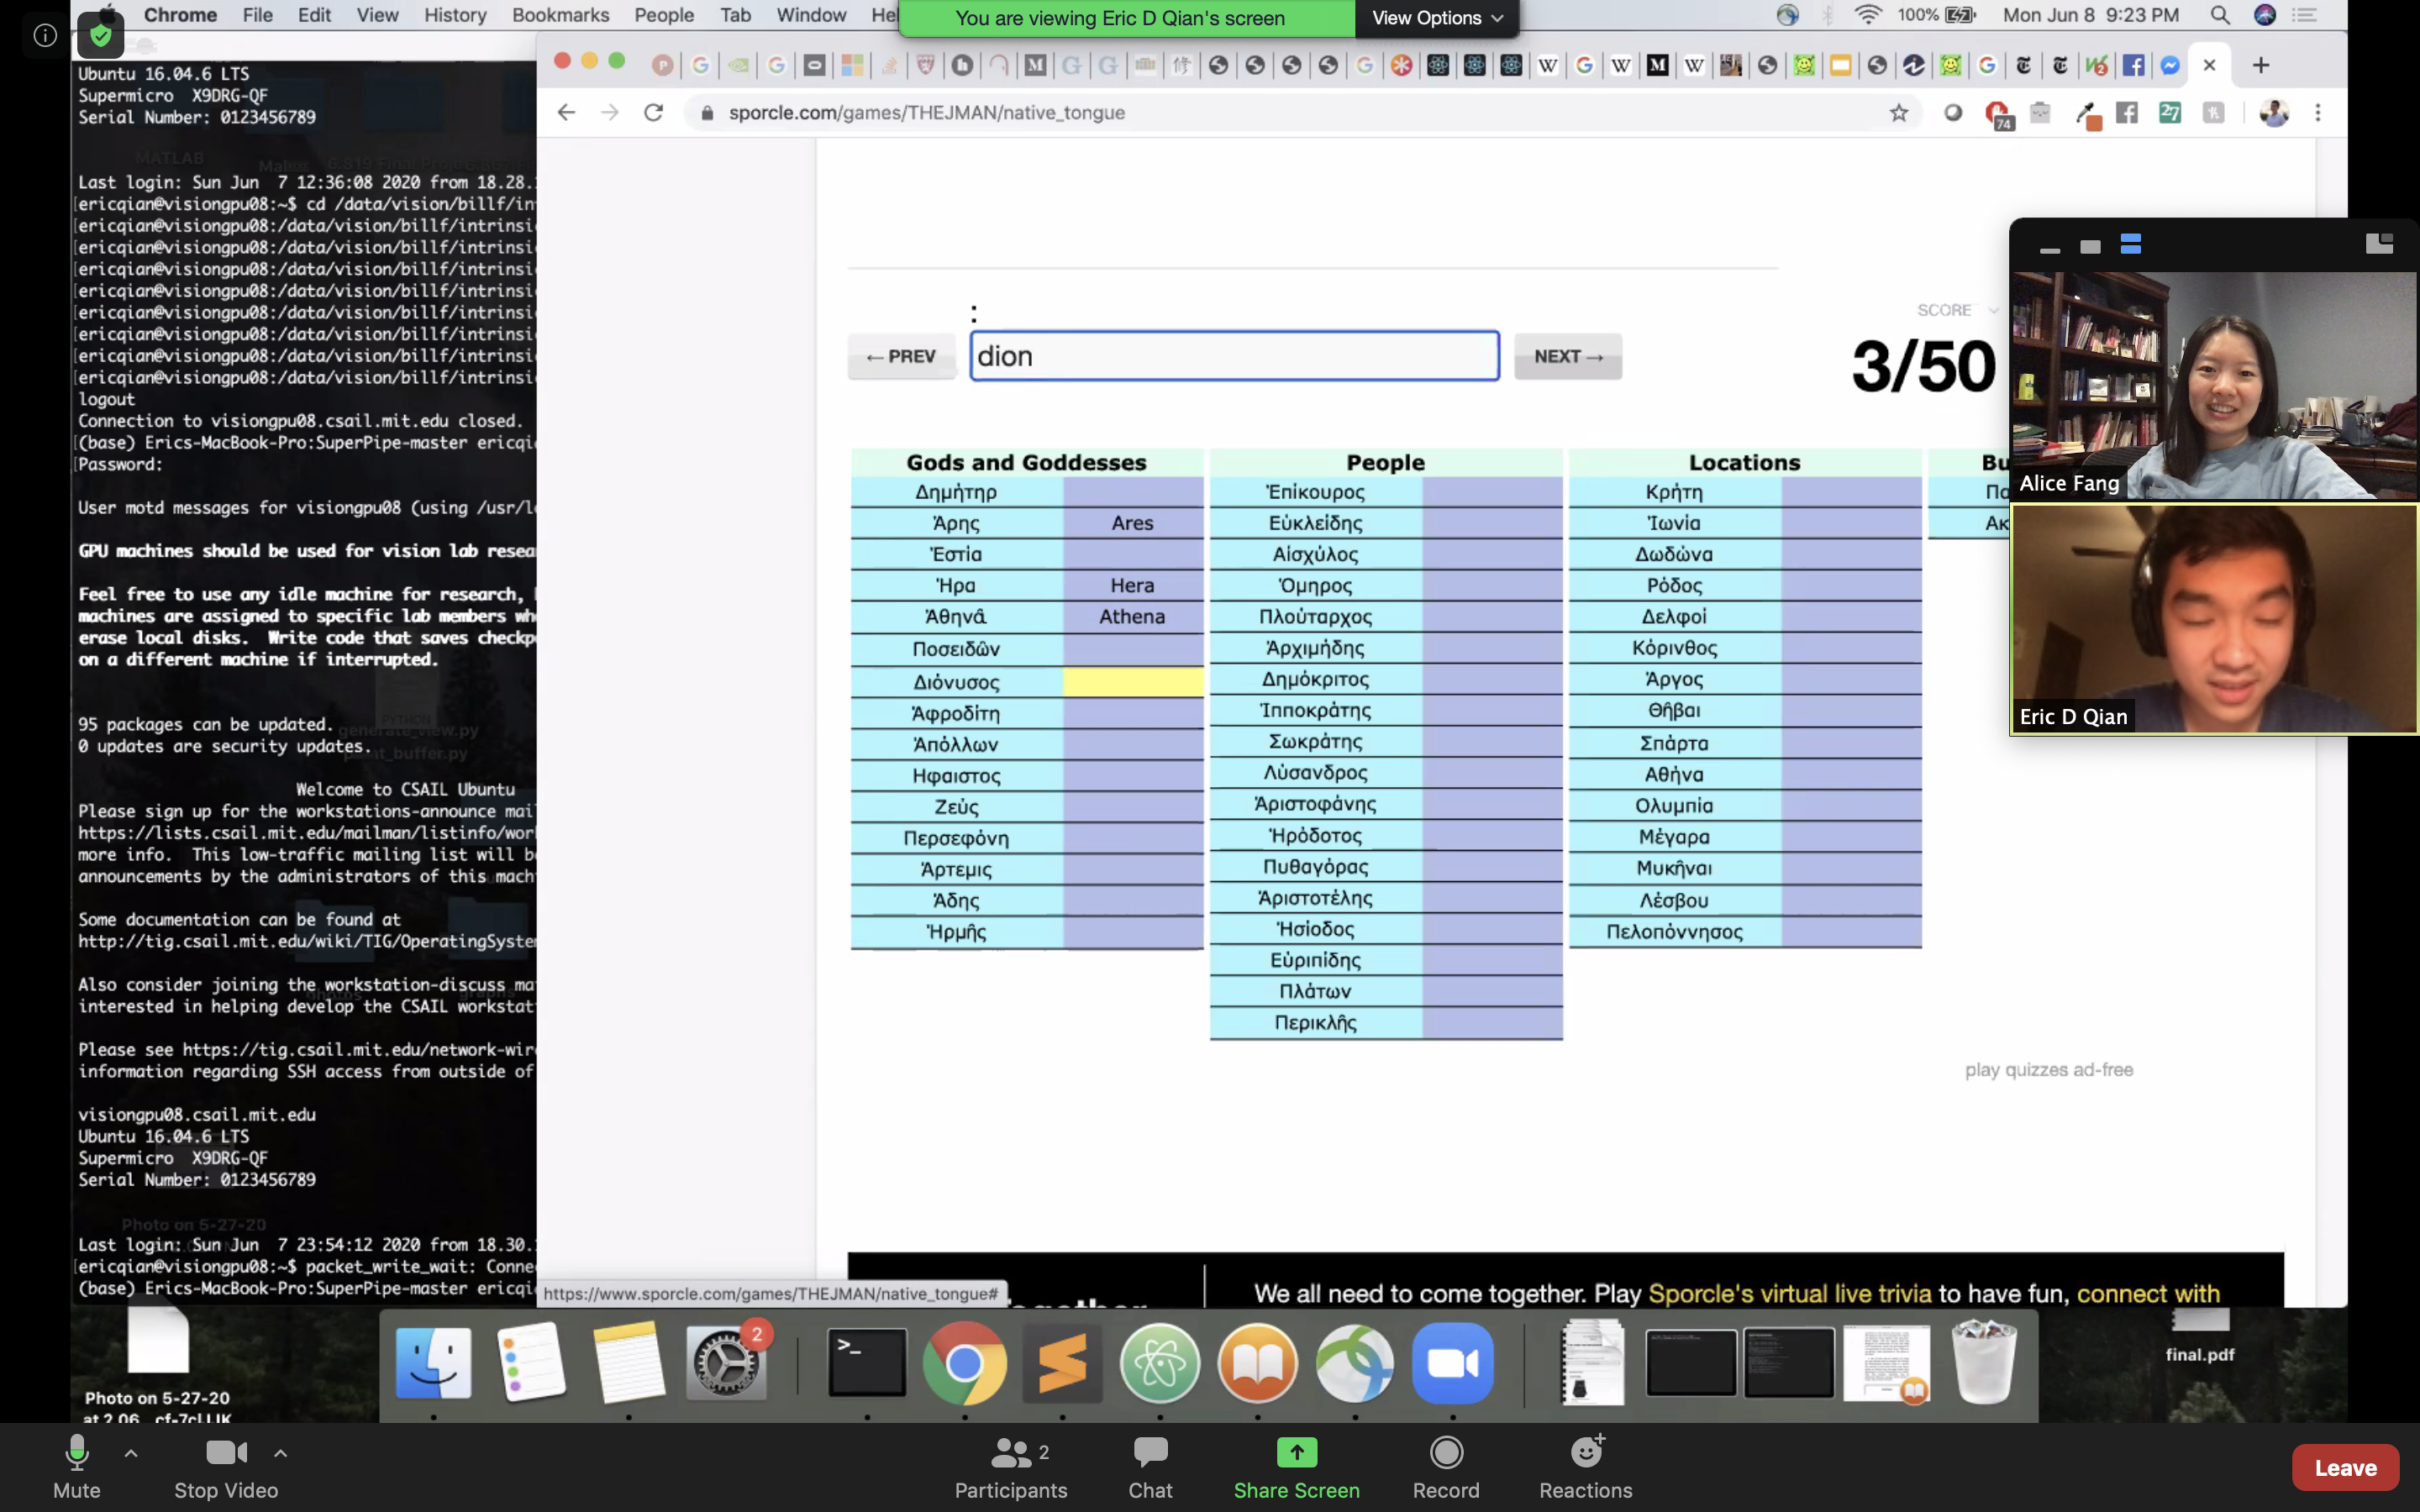 Chrome File Edit View History Bookmarks People Tab Window Hel
You are viewing Eric D Qian's screen
View Options
100%
Mon Jun 8 9:23 PM
Ubuntu 16.04.6 LTS
Supermicro X9DRG-QF
Serial Number: 0123456789
MATLAB
Last login: Sun Jun 7 12:36:08 2020 from 18.28.
[ericqian@visiongpu08:~$ cd /data/vision/billf/in
[ericqian@visiongpu08:/data/vision/billf/intrinsi
[ericqian@visiongpu08:/data/vision/billf/intrinsi
[ericqian@visiongpu08:/data/vision/billf/intrinsi
[ericqian@visiongpu08:/data/vision/billf/intrinsi
[ericqian@visiongpu08:/data/vision/billf/intrinsi
[ericqian@visiongpu08:/data/vision/billf/intrinsi
[ericqian@visiongpu08:/data/vision/billf/intrinsi
[ericqian@visiongpu08:/data/vision/billf/intrinsi
logout
Connection to visiongpu08.csail.mit.edu closed.
(base) Erics-MacBook-Pro:SuperPipe-master ericqi
[Password:
User motd messages for visiongpu08 (using /usr/l
GPU machines should be used for vision lab resea
Feel free to use any idle machine for research,
machines are assigned to specific lab members wh
erase local disks. Write code that saves checkp
on a different machine if interrupted.
PYTHON
95 packages can be updated.
generate_view.py
0 updates are security updates.
t_buffer.py
Welcome to CSAIL Ubuntu
Please sign up for the workstations-announce mai
https://lists.csail.mit.edu/mailman/listinfo/wor
more info. This low-traffic mailing list will b
announcements by the administrators of this mach
Some documentation can be found at
http://tig.csail.mit.edu/wiki/TIG/OperatingSyste
Also consider joining the workstation-discuss ma
interested in helping develop the CSAIL workstat
Please see https://tig.csail.mit.edu/network-wir
information regarding SSH access from outside of
visiongpu08.csail.mit.edu
Ubuntu 16.04.6 LTS
Supermicro X9DRG-QF
Serial Number: 0123456789
Photo on 5-27-20
Last login: Sun Jun 7 23:54:12 2020 from 18.30.
[ericqian@visiongpu08:~$ packet_write_wait: Conne
(base) Erics-MacBook-Pro:SuperPipe-master ericqi
sporcle.com/games/THEJMAN/native_tongue
74
27
:
← PREV
dion
NEXT →
SCORE
3/50
Gods and Goddesses
Δημήτηρ
Ἄρης Ares
Ἑστία
Ἥρα Hera
Ἀθηνᾶ Athena
Ποσειδῶν
Διόνυσος
Ἀφροδίτη
Ἀπόλλων
Ηφαιστος
Ζεύς
Περσεφόνη
Ἄρτεμις
Ἅδης
Ἡρμῆς
People
Ἐπίκουρος
Εὐκλείδης
Αἰσχύλος
Ὅμηρος
Πλούταρχος
Ἀρχιμήδης
Δημόκριτος
Ἱπποκράτης
Σωκράτης
Λύσανδρος
Ἀριστοφάνης
Ἡρόδοτος
Πυθαγόρας
Ἀριστοτέλης
Ἡσίοδος
Εὐριπίδης
Πλάτων
Περικλῆς
Locations
Κρήτη
Ἰωνία
Δωδώνα
Ρόδος
Δελφοί
Κόρινθος
Ἄργος
Θῆβαι
Σπάρτα
Αθήνα
Ολυμπία
Μέγαρα
Μυκῆναι
Λέσβου
Πελοπόννησος
Bu
Πα
Ακ
Alice Fang
Eric D Qian
play quizzes ad-free
https://www.sporcle.com/games/THEJMAN/native_tongue#
We all need to come together. Play Sporcle's virtual live trivia to have fun, connect with
2
Photo on 5-27-20
final.pdf
Mute
Stop Video
Participants
2
Chat
Share Screen
Record
Reactions
Leave